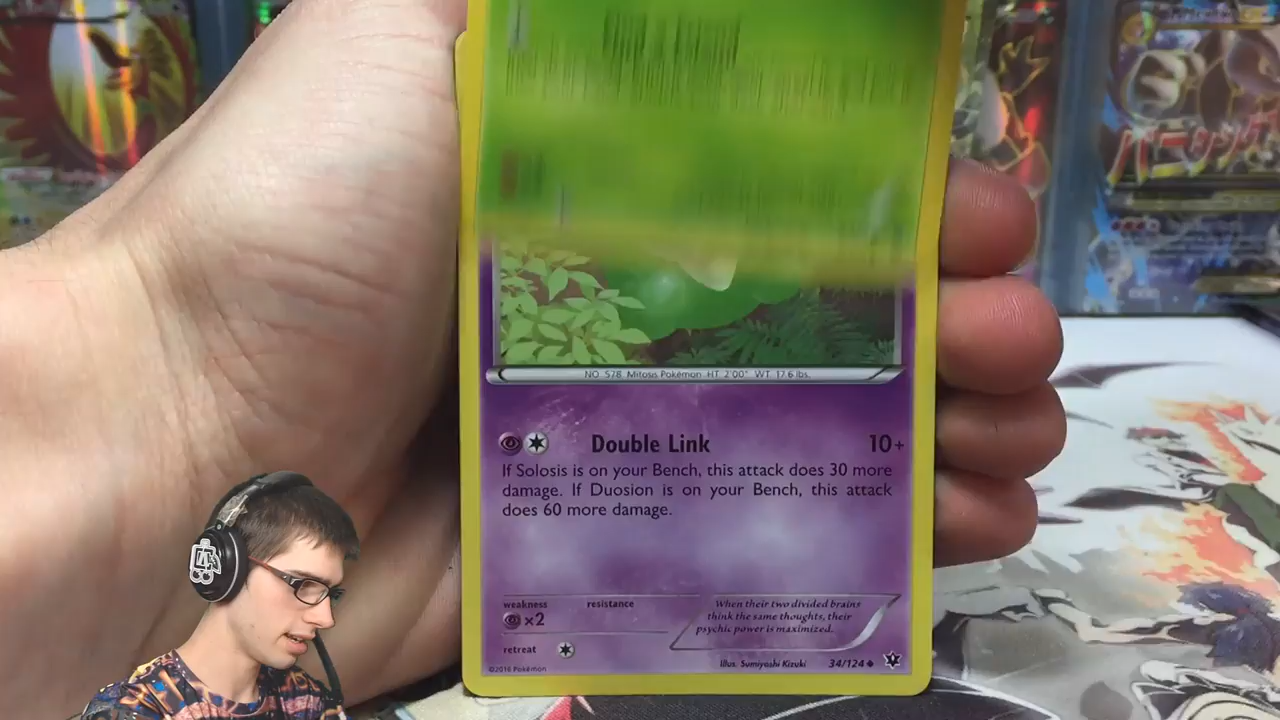 NO. 578 Mitosis Pokémon HT 2'00" WT 17.6 lbs.
Double Link 10+
If Solosis is on your Bench, this attack does 30 more
damage. If Duosion is on your Bench, this attack
does 60 more damage.
weakness resistance
×2
When their two divided brains
think the same thoughts, their
psychic power is maximized.
retreat
©2016 Pokémon
Illus. Sumiyoshi Kizuki
34/124